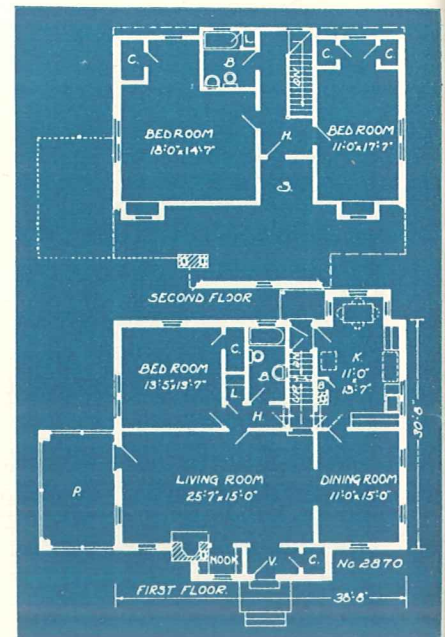 C.
L
B.
DN
C.
C.
BEDROOM
18'-0"x14'-7"
BEDROOM
11'-0"x17'-7"
H.
S.
SECOND FLOOR
BEDROOM
13'-5"x13'-7"
C.
L.
B.
H.
K.
11'-0"
x
13'-7"
30'-8"
P.
LIVING ROOM
25'-7"x15'-0"
DINING ROOM
11'-0"x15'-0"
NOOK
V.
C.
No 2870
FIRST FLOOR.
38'-8"